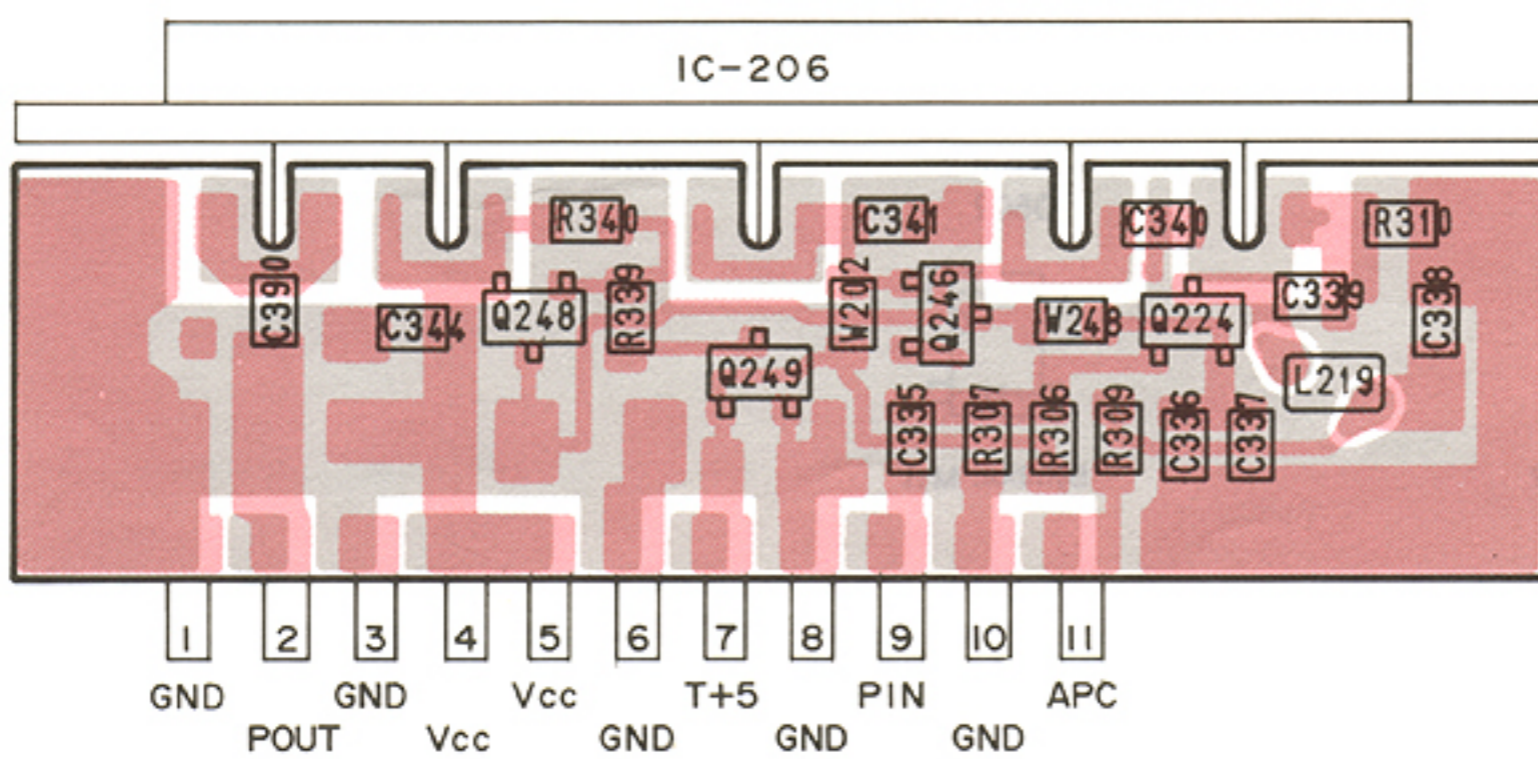 IC-206
R340 C341 C340 R310
C390 C344 Q248 R339 W202 Q246 W248 Q224 C339 C338
Q249 L219
C335 R307 R306 R309 C336 C337
1 2 3 4 5 6 7 8 9 10 11
GND GND Vcc T+5 PIN APC
POUT Vcc GND GND GND